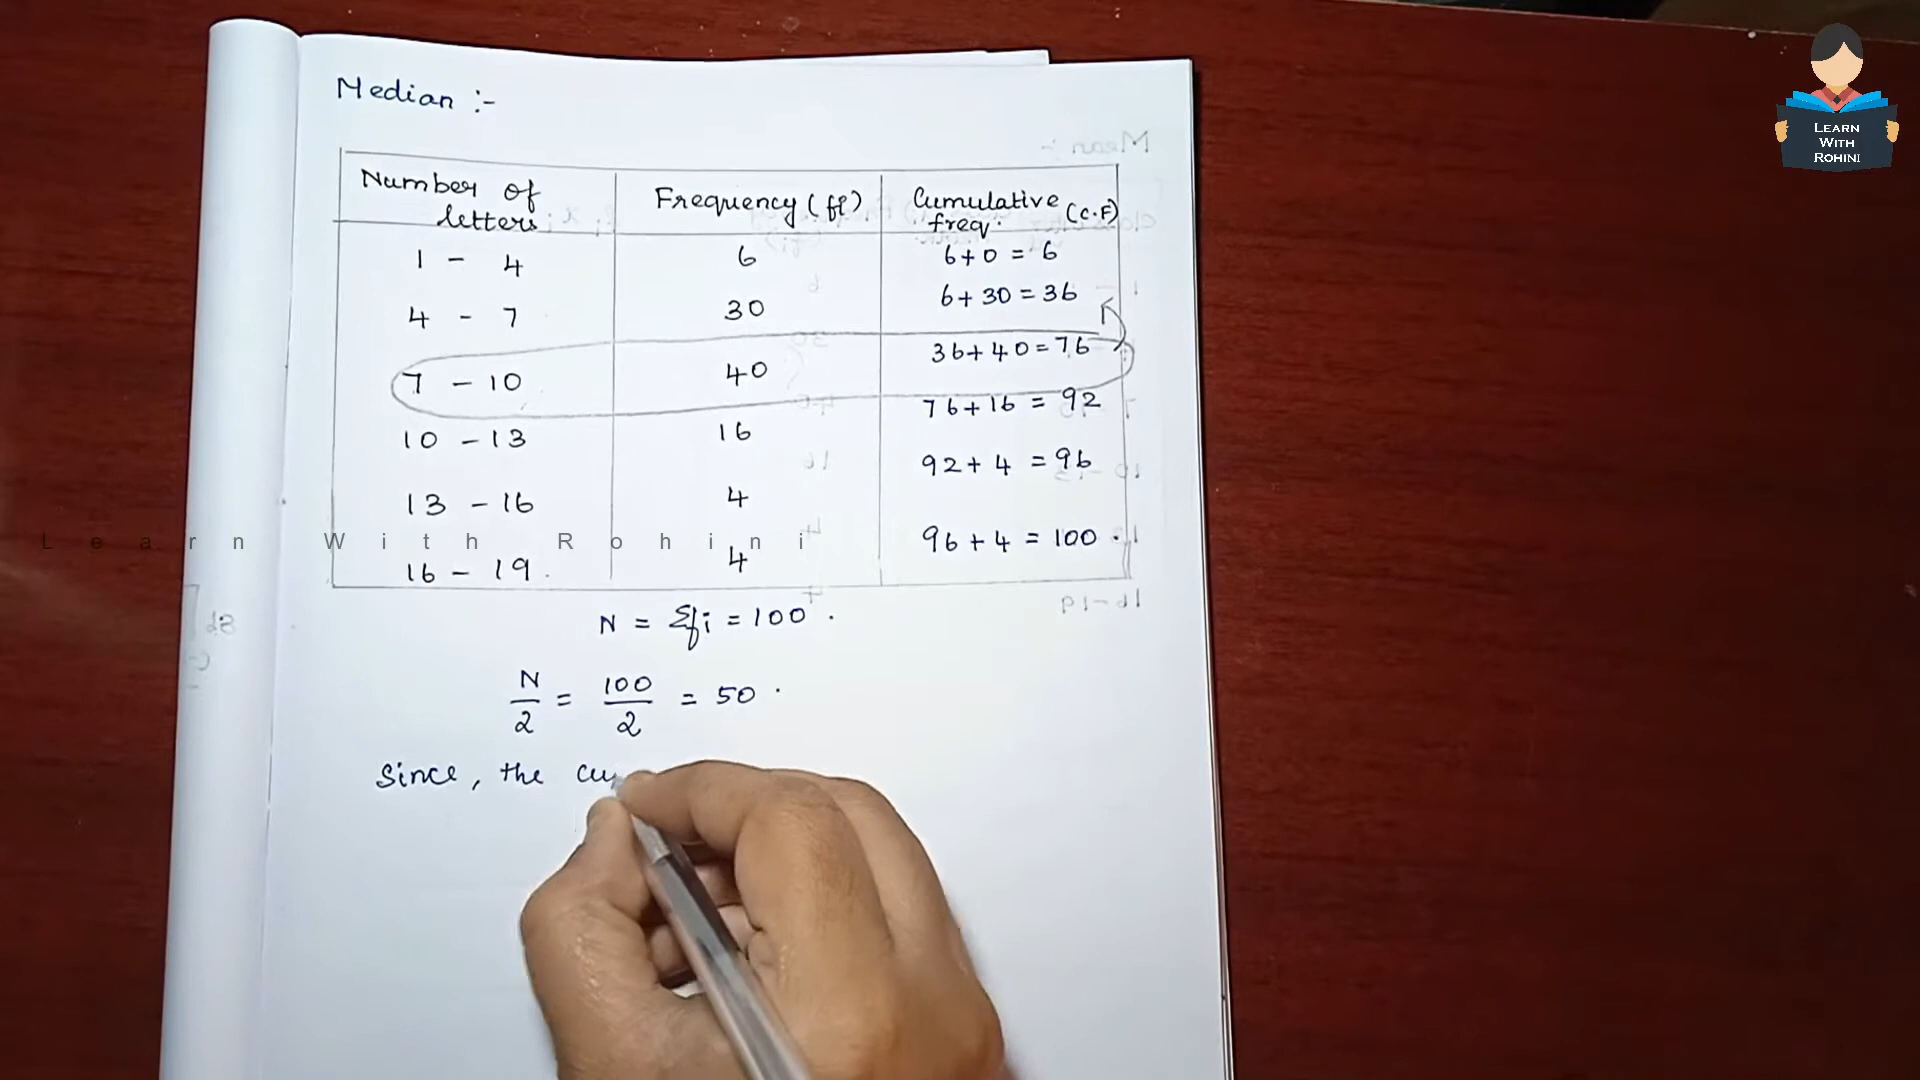 LEARN
WITH
ROHINI
Median :-
Number of letters Frequency (fi) Cumulative freq. (C.F)
1 - 4 6 6+0 = 6
4 - 7 30 6+30 = 36
7 - 10 40 36+40=76
10 - 13 16 76+16 = 92
13 - 16 4 92+4 = 96
16 - 19 . 4 96+4 = 100 .
Learn With Rohini
N = Σfi = 100 .
N/2 = 100/2 = 50 .
Since, the cu